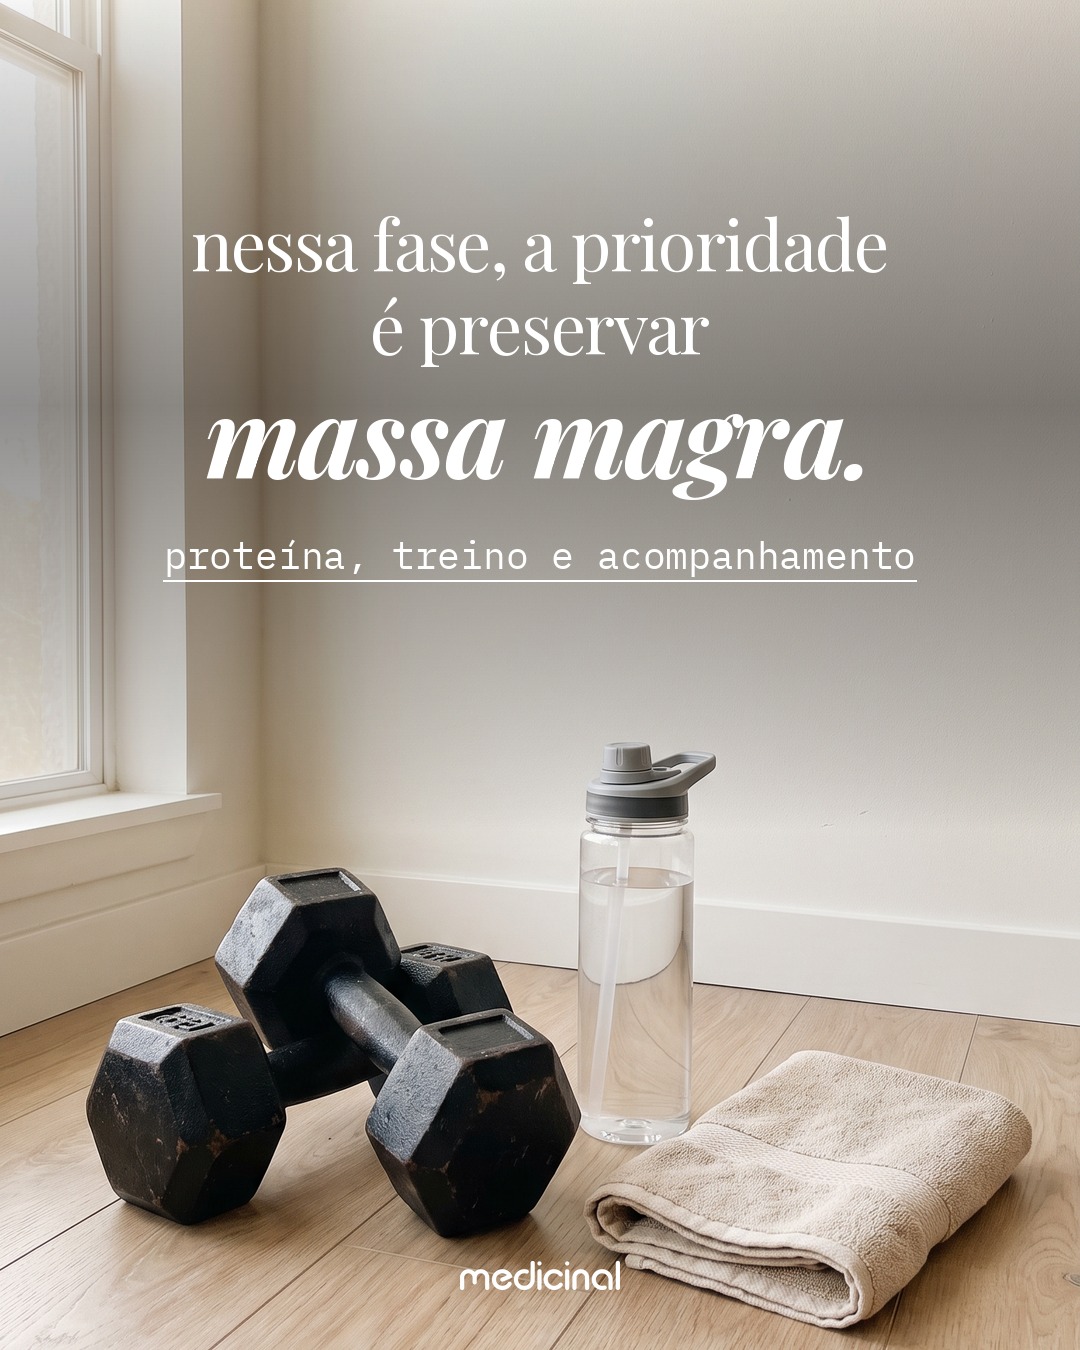 nessa fase, a prioridade
é preservar
massa magra.
proteína, treino e acompanhamento
medicinal